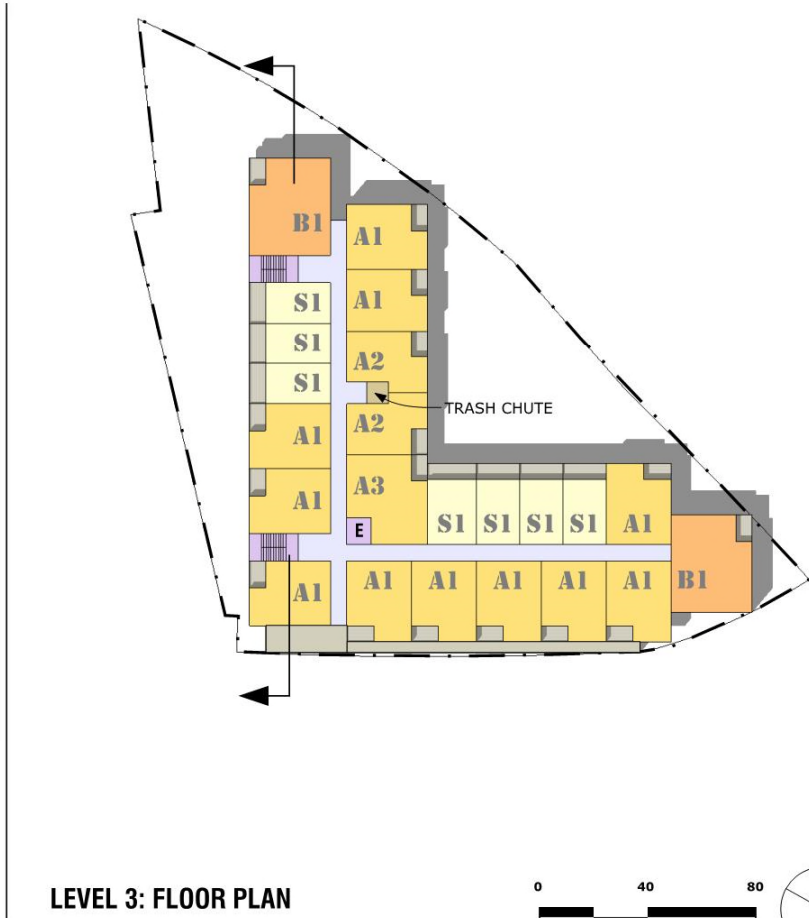 B1
A1
A1
S1
S1
A2
S1
TRASH CHUTE
A2
A1
A3
A1
E
S1
S1
S1
S1
A1
A1
A1
A1
A1
A1
A1
B1
LEVEL 3: FLOOR PLAN
0
40
80